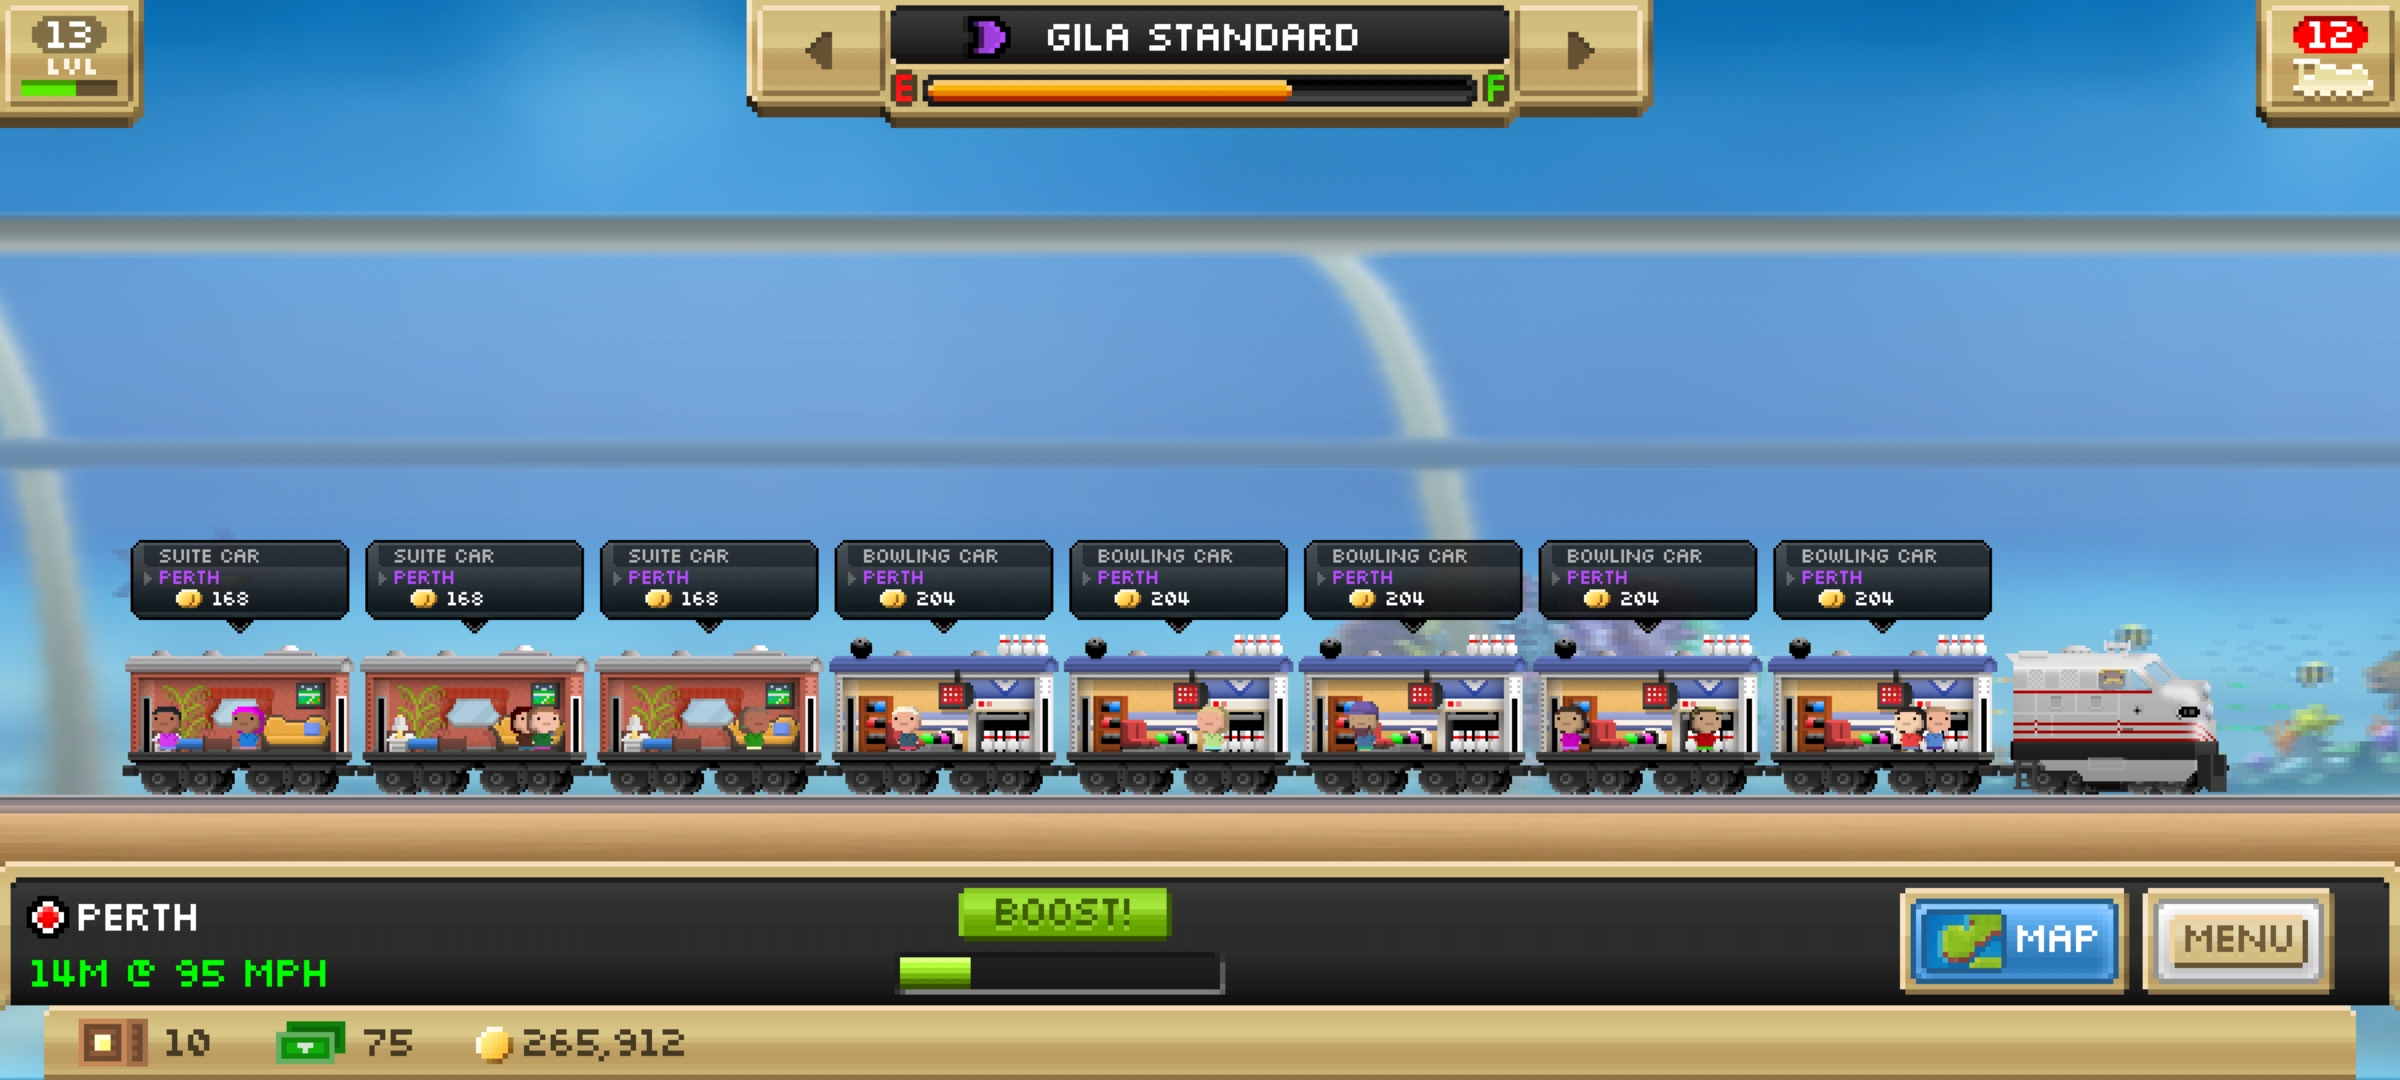 13
LVL
GILA STANDARD
E
F
12
SUITE CAR
PERTH
168
SUITE CAR
PERTH
168
SUITE CAR
PERTH
168
BOWLING CAR
PERTH
204
BOWLING CAR
PERTH
204
BOWLING CAR
PERTH
204
BOWLING CAR
PERTH
204
BOWLING CAR
PERTH
204
PERTH
14M @ 95 MPH
BOOST!
MAP
MENU
10
75
265,912